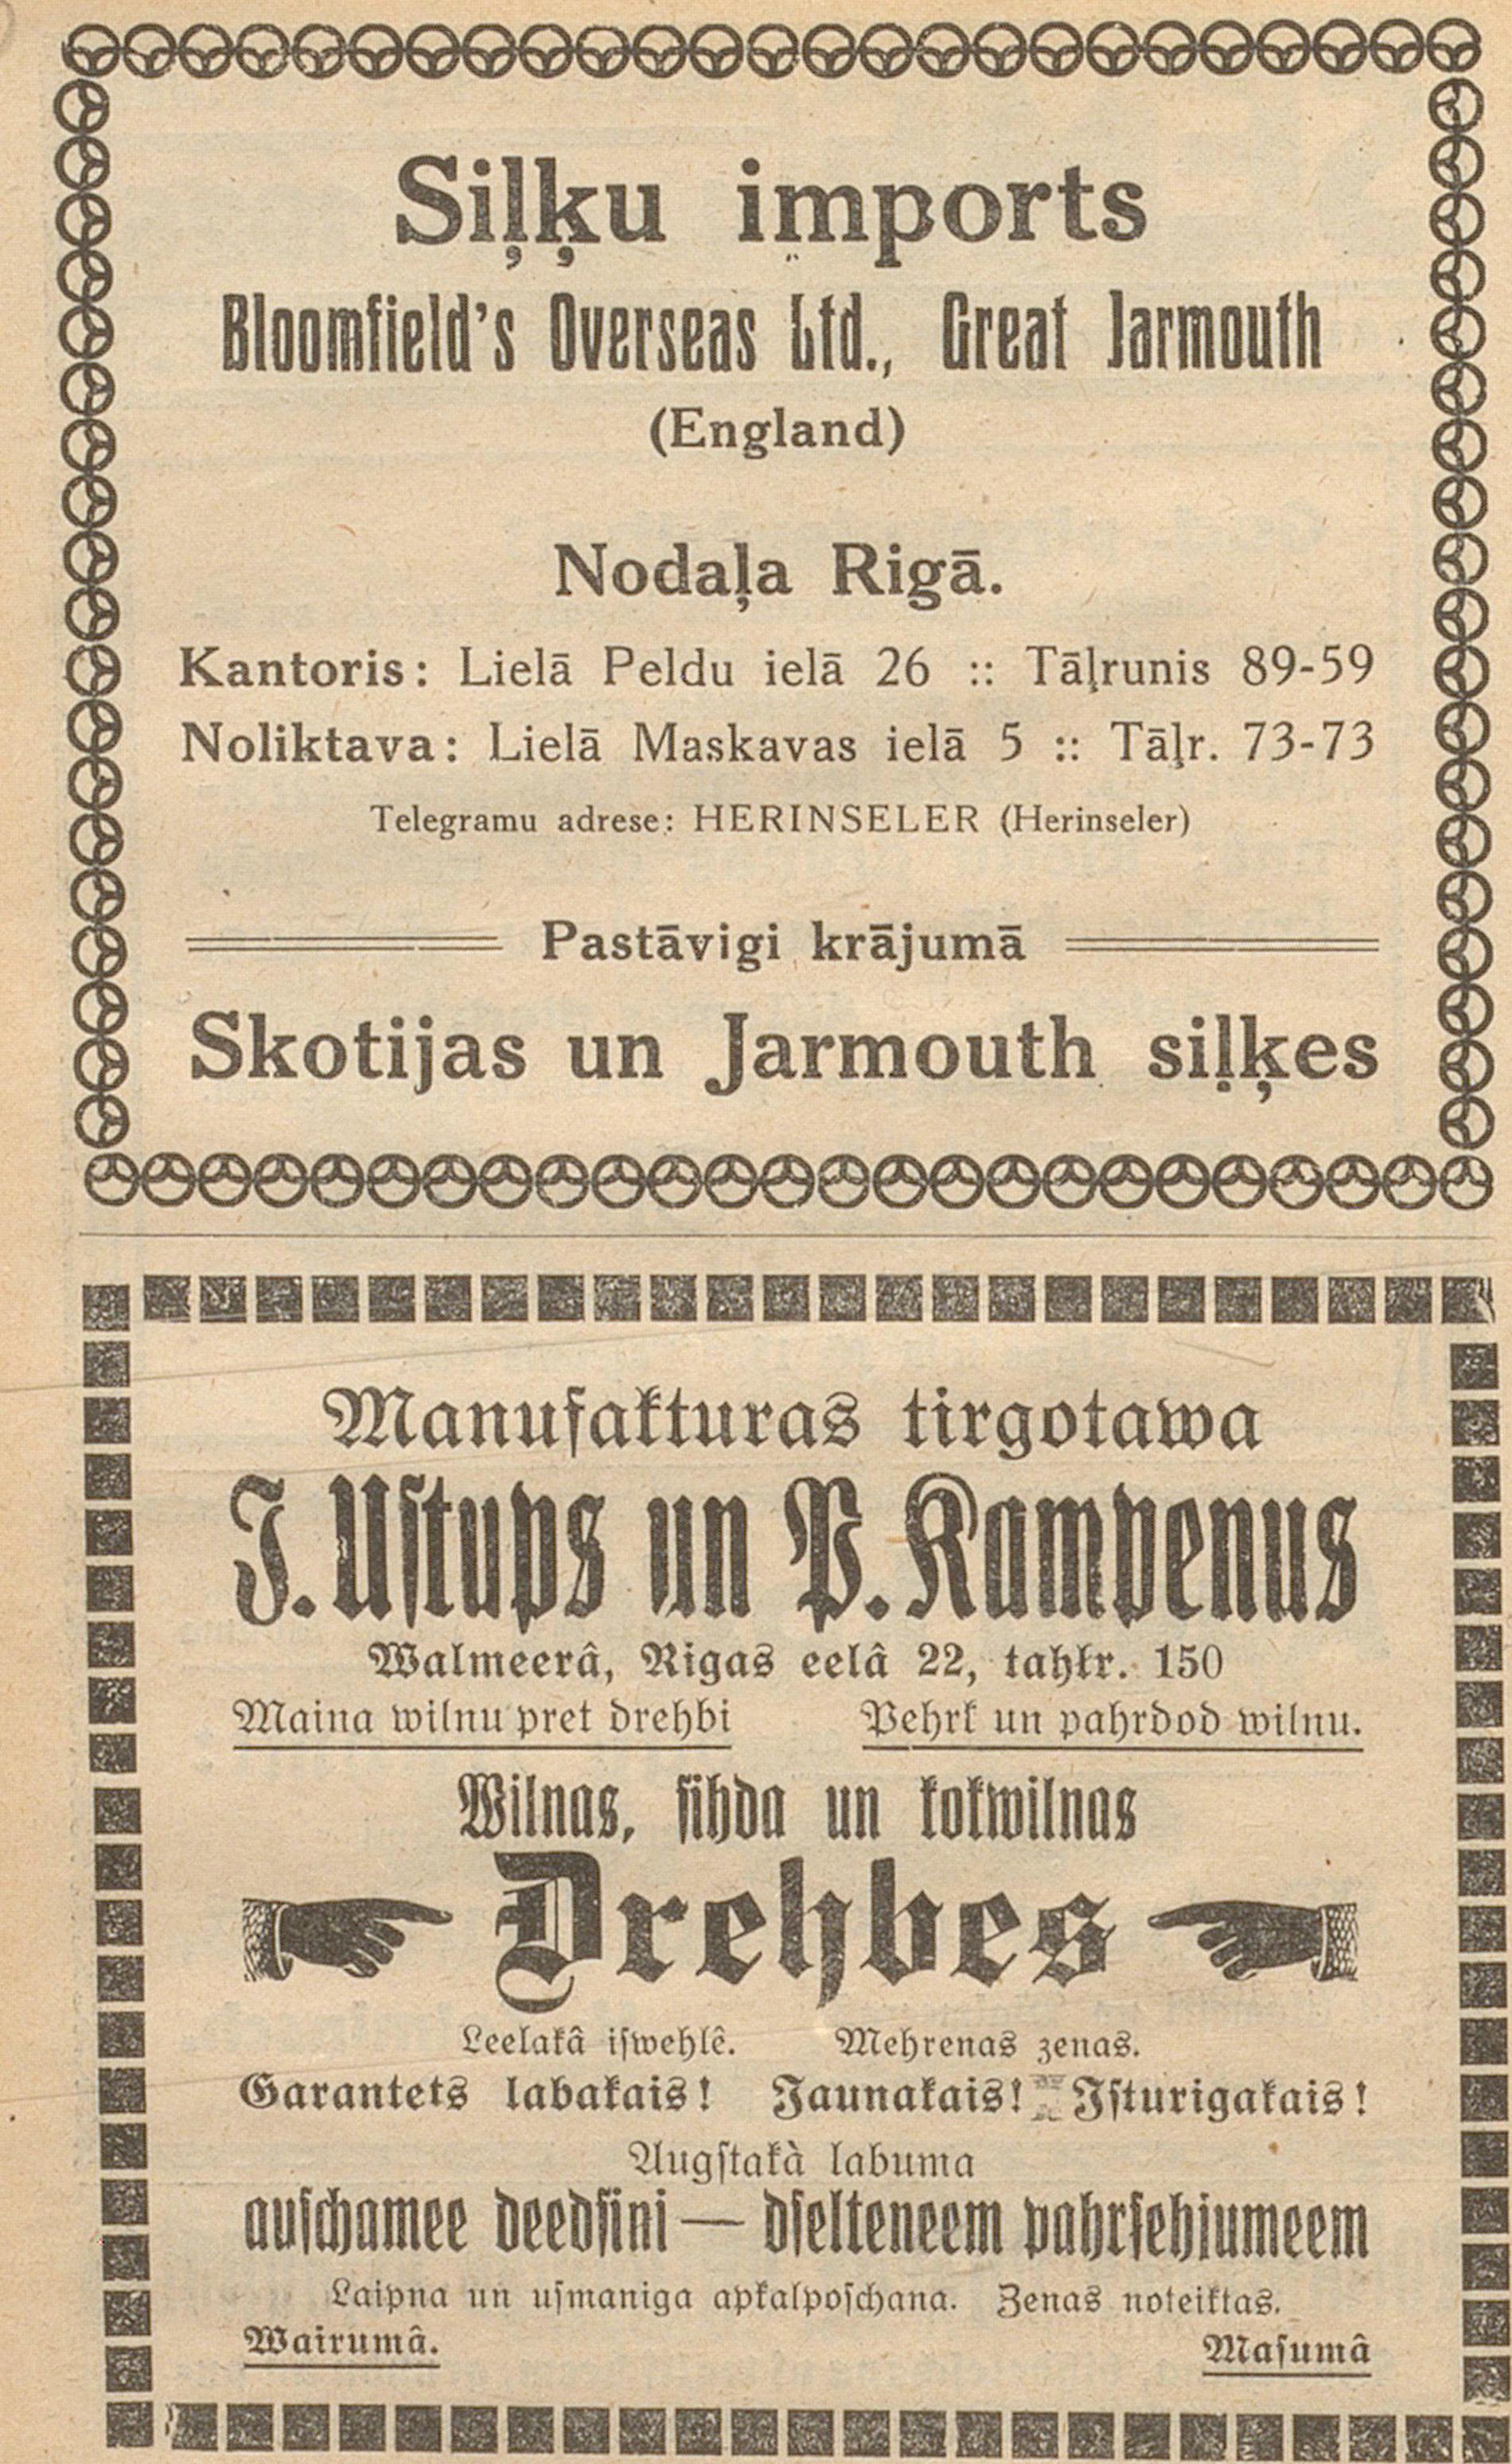 Siļķu imports
Bloomfield's Overseas Ltd., Great Jarmouth
(England)
Nodaļa Rigā.
Kantoris: Lielā Peldu ielā 26 :: Tāļrunis 89-59
Noliktava: Lielā Maskavas ielā 5 :: Tāļr. 73-73
Telegramu adrese: HERINSELER (Herinseler)
Pastāvigi krājumā
Skotijas un Jarmouth siļķes
Manufakturas tirgotawa
J. Uſtups un P. Kampenus
Walmeerâ, Rigas eelâ 22, tahlr. 150
Maina wilnu pret drehbi Pehrk un pahrdod wilnu.
Wilnas, ſihda un kokwilnas
Drehbes
Leelakâ iſwehlê. Mehrenas zenas.
Garantets labakais! Jaunakais! Iſturigakais!
Augſtakà labuma
auſchamee deedſini — dſelteneem pahrſehjumeem
Laipna un uſmaniga apkalpoſchana. Zenas noteiktas.
Wairumâ. Maſumâ